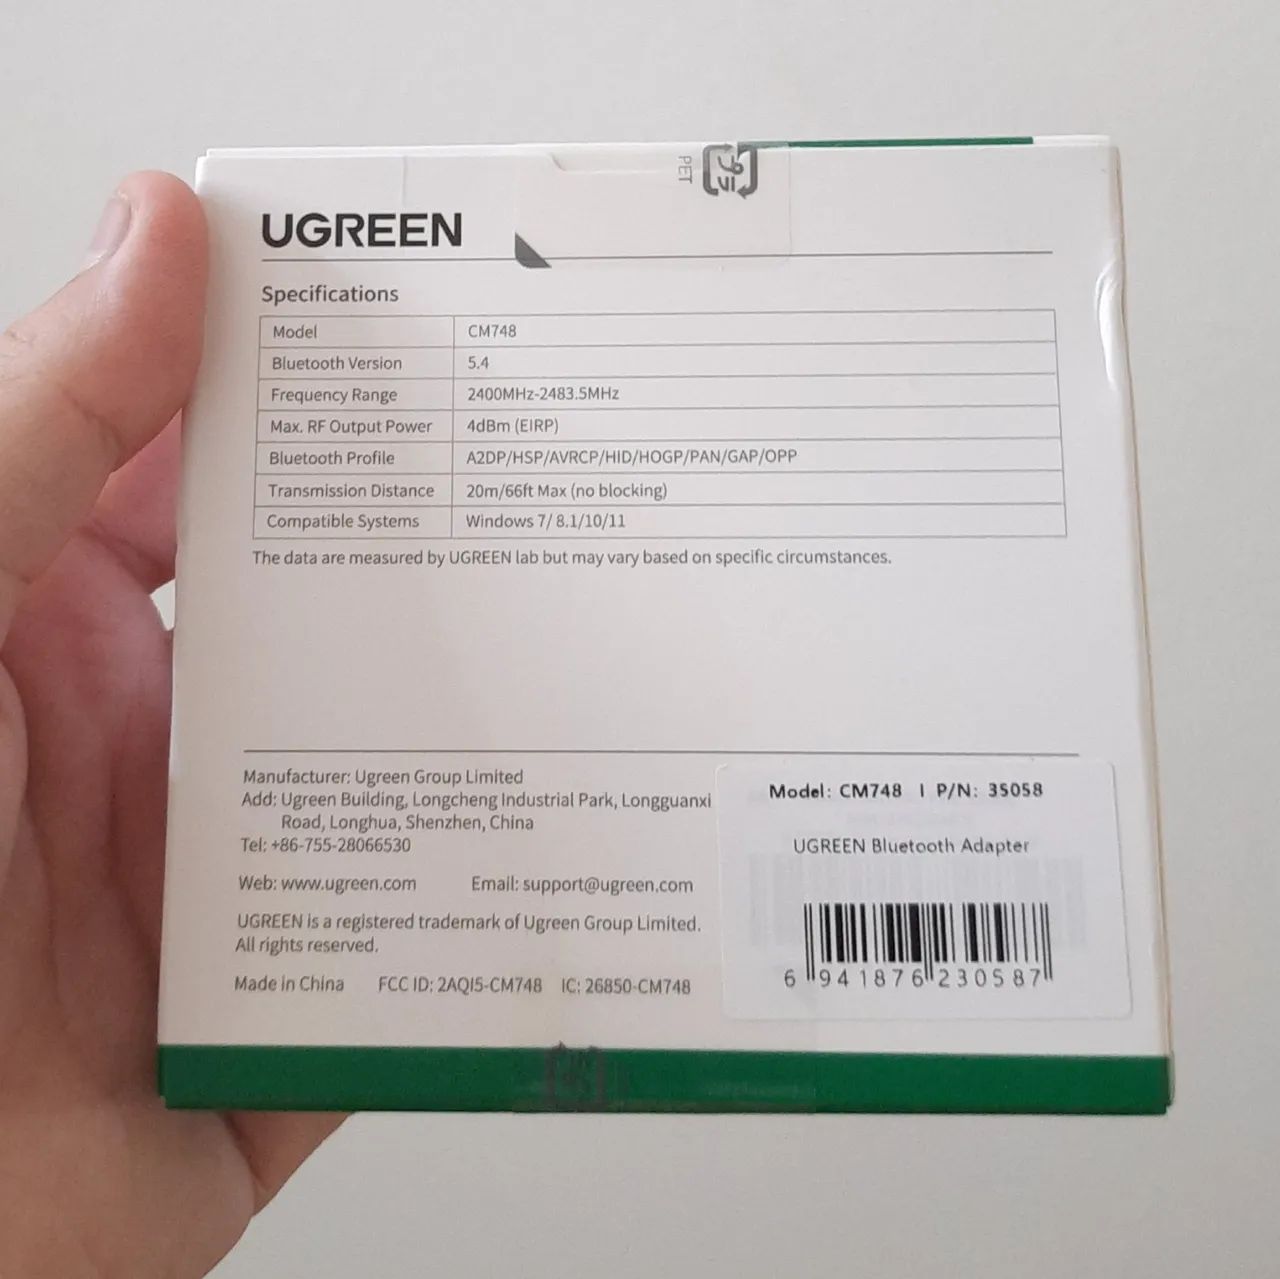 PET
UGREEN
Specifications
Model CM748
Bluetooth Version 5.4
Frequency Range 2400MHz-2483.5MHz
Max. RF Output Power 4dBm (EIRP)
Bluetooth Profile A2DP/HSP/AVRCP/HID/HOGP/PAN/GAP/OPP
Transmission Distance 20m/66ft Max (no blocking)
Compatible Systems Windows 7/ 8.1/10/11
The data are measured by UGREEN lab but may vary based on specific circumstances.
Manufacturer: Ugreen Group Limited
Add: Ugreen Building, Longcheng Industrial Park, Longguanxi
Road, Longhua, Shenzhen, China
Tel: +86-755-28066530
Web: www.ugreen.com Email: support@ugreen.com
UGREEN is a registered trademark of Ugreen Group Limited.
All rights reserved.
Made in China FCC ID: 2AQI5-CM748 IC: 26850-CM748
Model: CM748 | P/N: 35058
UGREEN Bluetooth Adapter
6 941876 230587